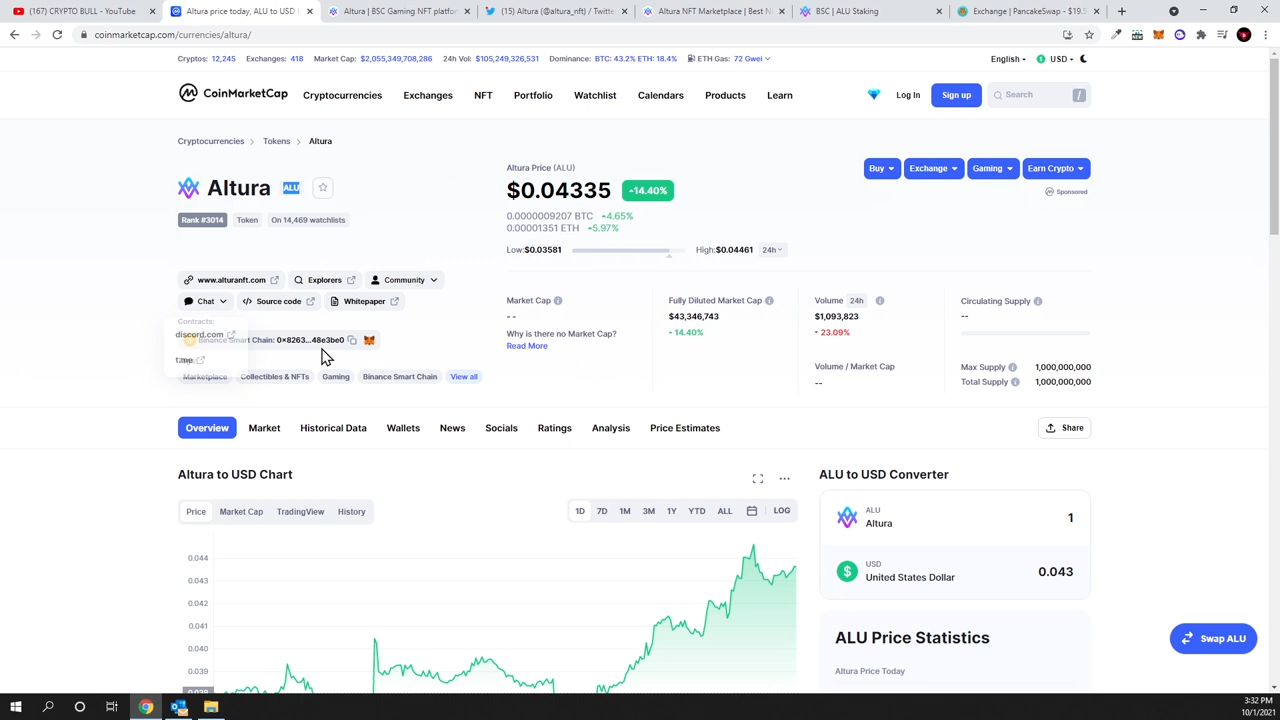 (167) CRYPTO BULL - YouTube
Altura price today, ALU to USD
Altura | BSC Gaming NFT platfor
(15) Altura (@altura_nft) / Twitte
Altura NFT Marketplace | Best N
BSC | ALU Staking
Exchange | PancakeSwap - $19.5
coinmarketcap.com/currencies/altura/
Cryptos: 12,245 Exchanges: 418 Market Cap: $2,055,349,708,286 24h Vol: $105,249,326,531 Dominance: BTC: 43.2% ETH: 18.4% ETH Gas: 72 Gwei
English USD
CoinMarketCap Cryptocurrencies Exchanges NFT Portfolio Watchlist Calendars Products Learn
Log In Sign up Search /
Cryptocurrencies Tokens Altura
Altura ALU
Rank #3014 Token On 14,469 watchlists
Altura Price (ALU)
$0.04335 14.40%
0.0000009207 BTC 4.65%
0.00001351 ETH 5.97%
Low: $0.03581 High: $0.04461 24h
Buy Exchange Gaming Earn Crypto
Sponsored
www.alturanft.com Explorers Community
Chat Source code Whitepaper
Contracts:
discord.com
Binance Smart Chain: 0x8263...48e3be0
t.me
Marketplace Collectibles & NFTs Gaming Binance Smart Chain View all
Market Cap
- -
Why is there no Market Cap?
Read More
Fully Diluted Market Cap
$43,346,743
14.40%
Volume 24h
$1,093,823
23.09%
Volume / Market Cap
--
Circulating Supply
--
Max Supply 1,000,000,000
Total Supply 1,000,000,000
Overview Market Historical Data Wallets News Socials Ratings Analysis Price Estimates
Share
Altura to USD Chart
Price Market Cap TradingView History
1D 7D 1M 3M 1Y YTD ALL LOG
0.044
0.043
0.042
0.041
0.040
0.039
0.038
ALU to USD Converter
ALU
Altura
1
USD
United States Dollar
0.043
$
ALU Price Statistics
Altura Price Today
Swap ALU
3:32 PM
10/1/2021